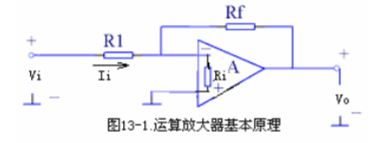 Rf
+ R1 +
− A
Vi Ii Ri Vo
+
− −
图13-1.运算放大器基本原理